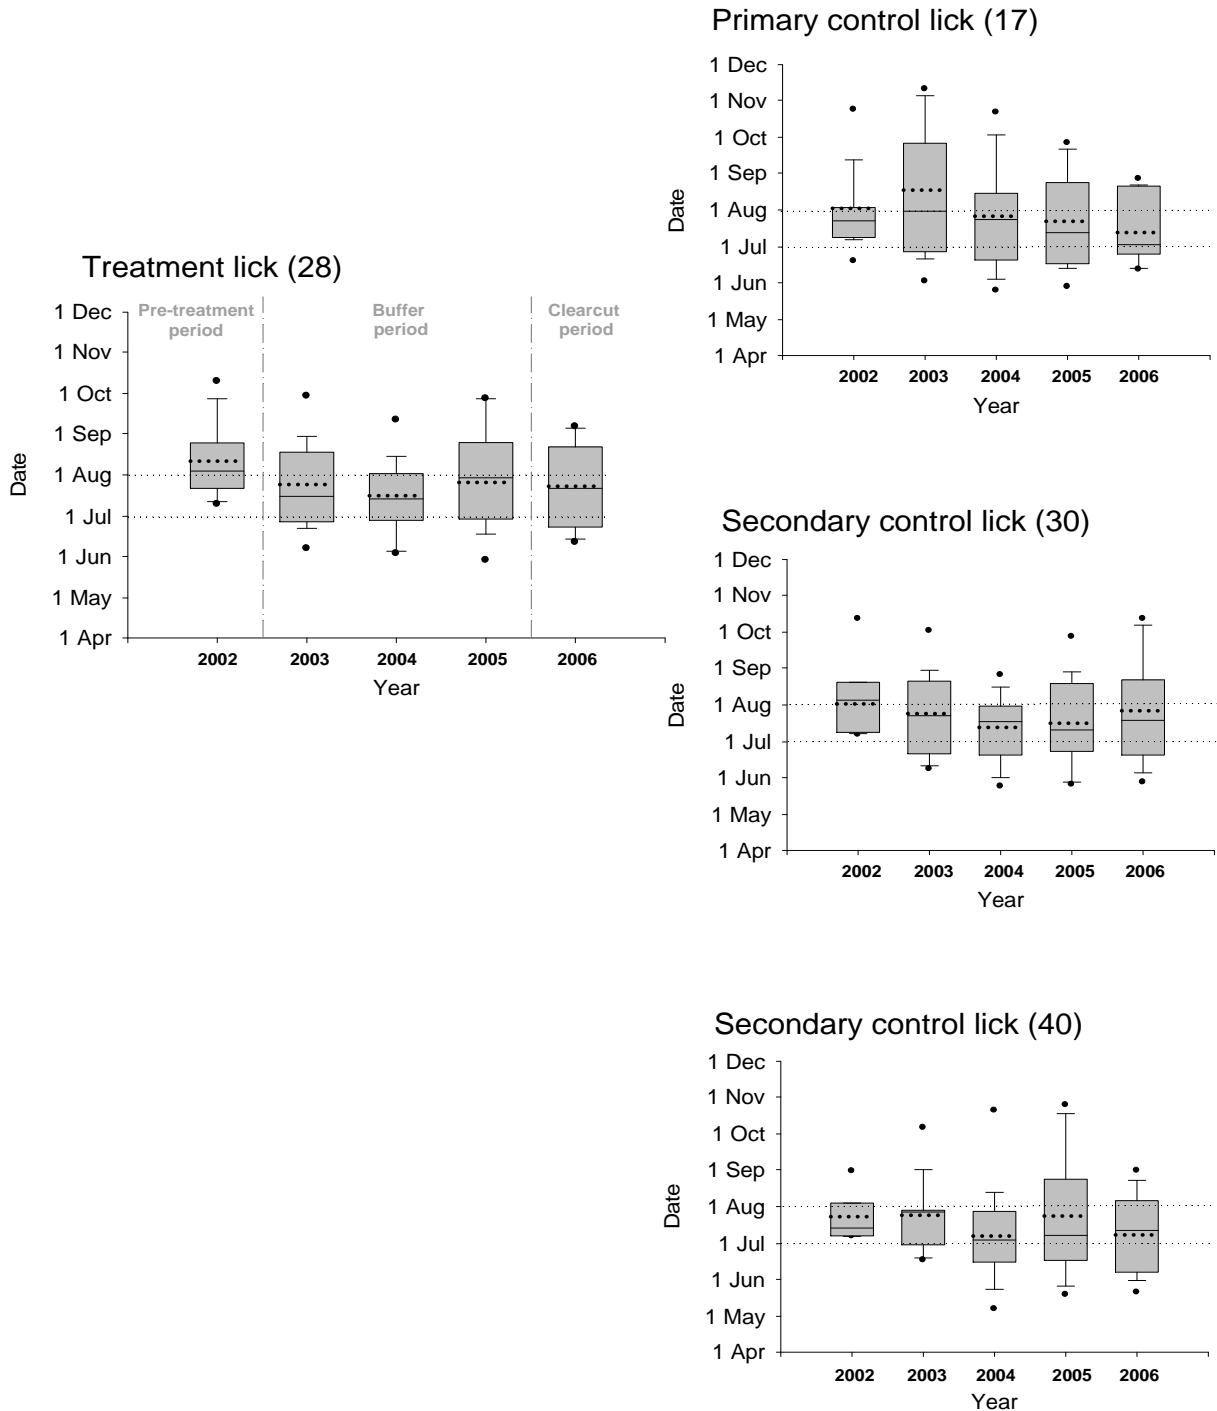 Primary control lick (17)
1 Dec
1 Nov
1 Oct
1 Sep
1 Aug
1 Jul
1 Jun
1 May
1 Apr
Date
2002 2003 2004 2005 2006
Year
Treatment lick (28)
Pre-treatment
period
Buffer
period
Clearcut
period
1 Dec
1 Nov
1 Oct
1 Sep
1 Aug
1 Jul
1 Jun
1 May
1 Apr
Date
2002 2003 2004 2005 2006
Year
Secondary control lick (30)
1 Dec
1 Nov
1 Oct
1 Sep
1 Aug
1 Jul
1 Jun
1 May
1 Apr
Date
2002 2003 2004 2005 2006
Year
Secondary control lick (40)
1 Dec
1 Nov
1 Oct
1 Sep
1 Aug
1 Jul
1 Jun
1 May
1 Apr
Date
2002 2003 2004 2005 2006
Year